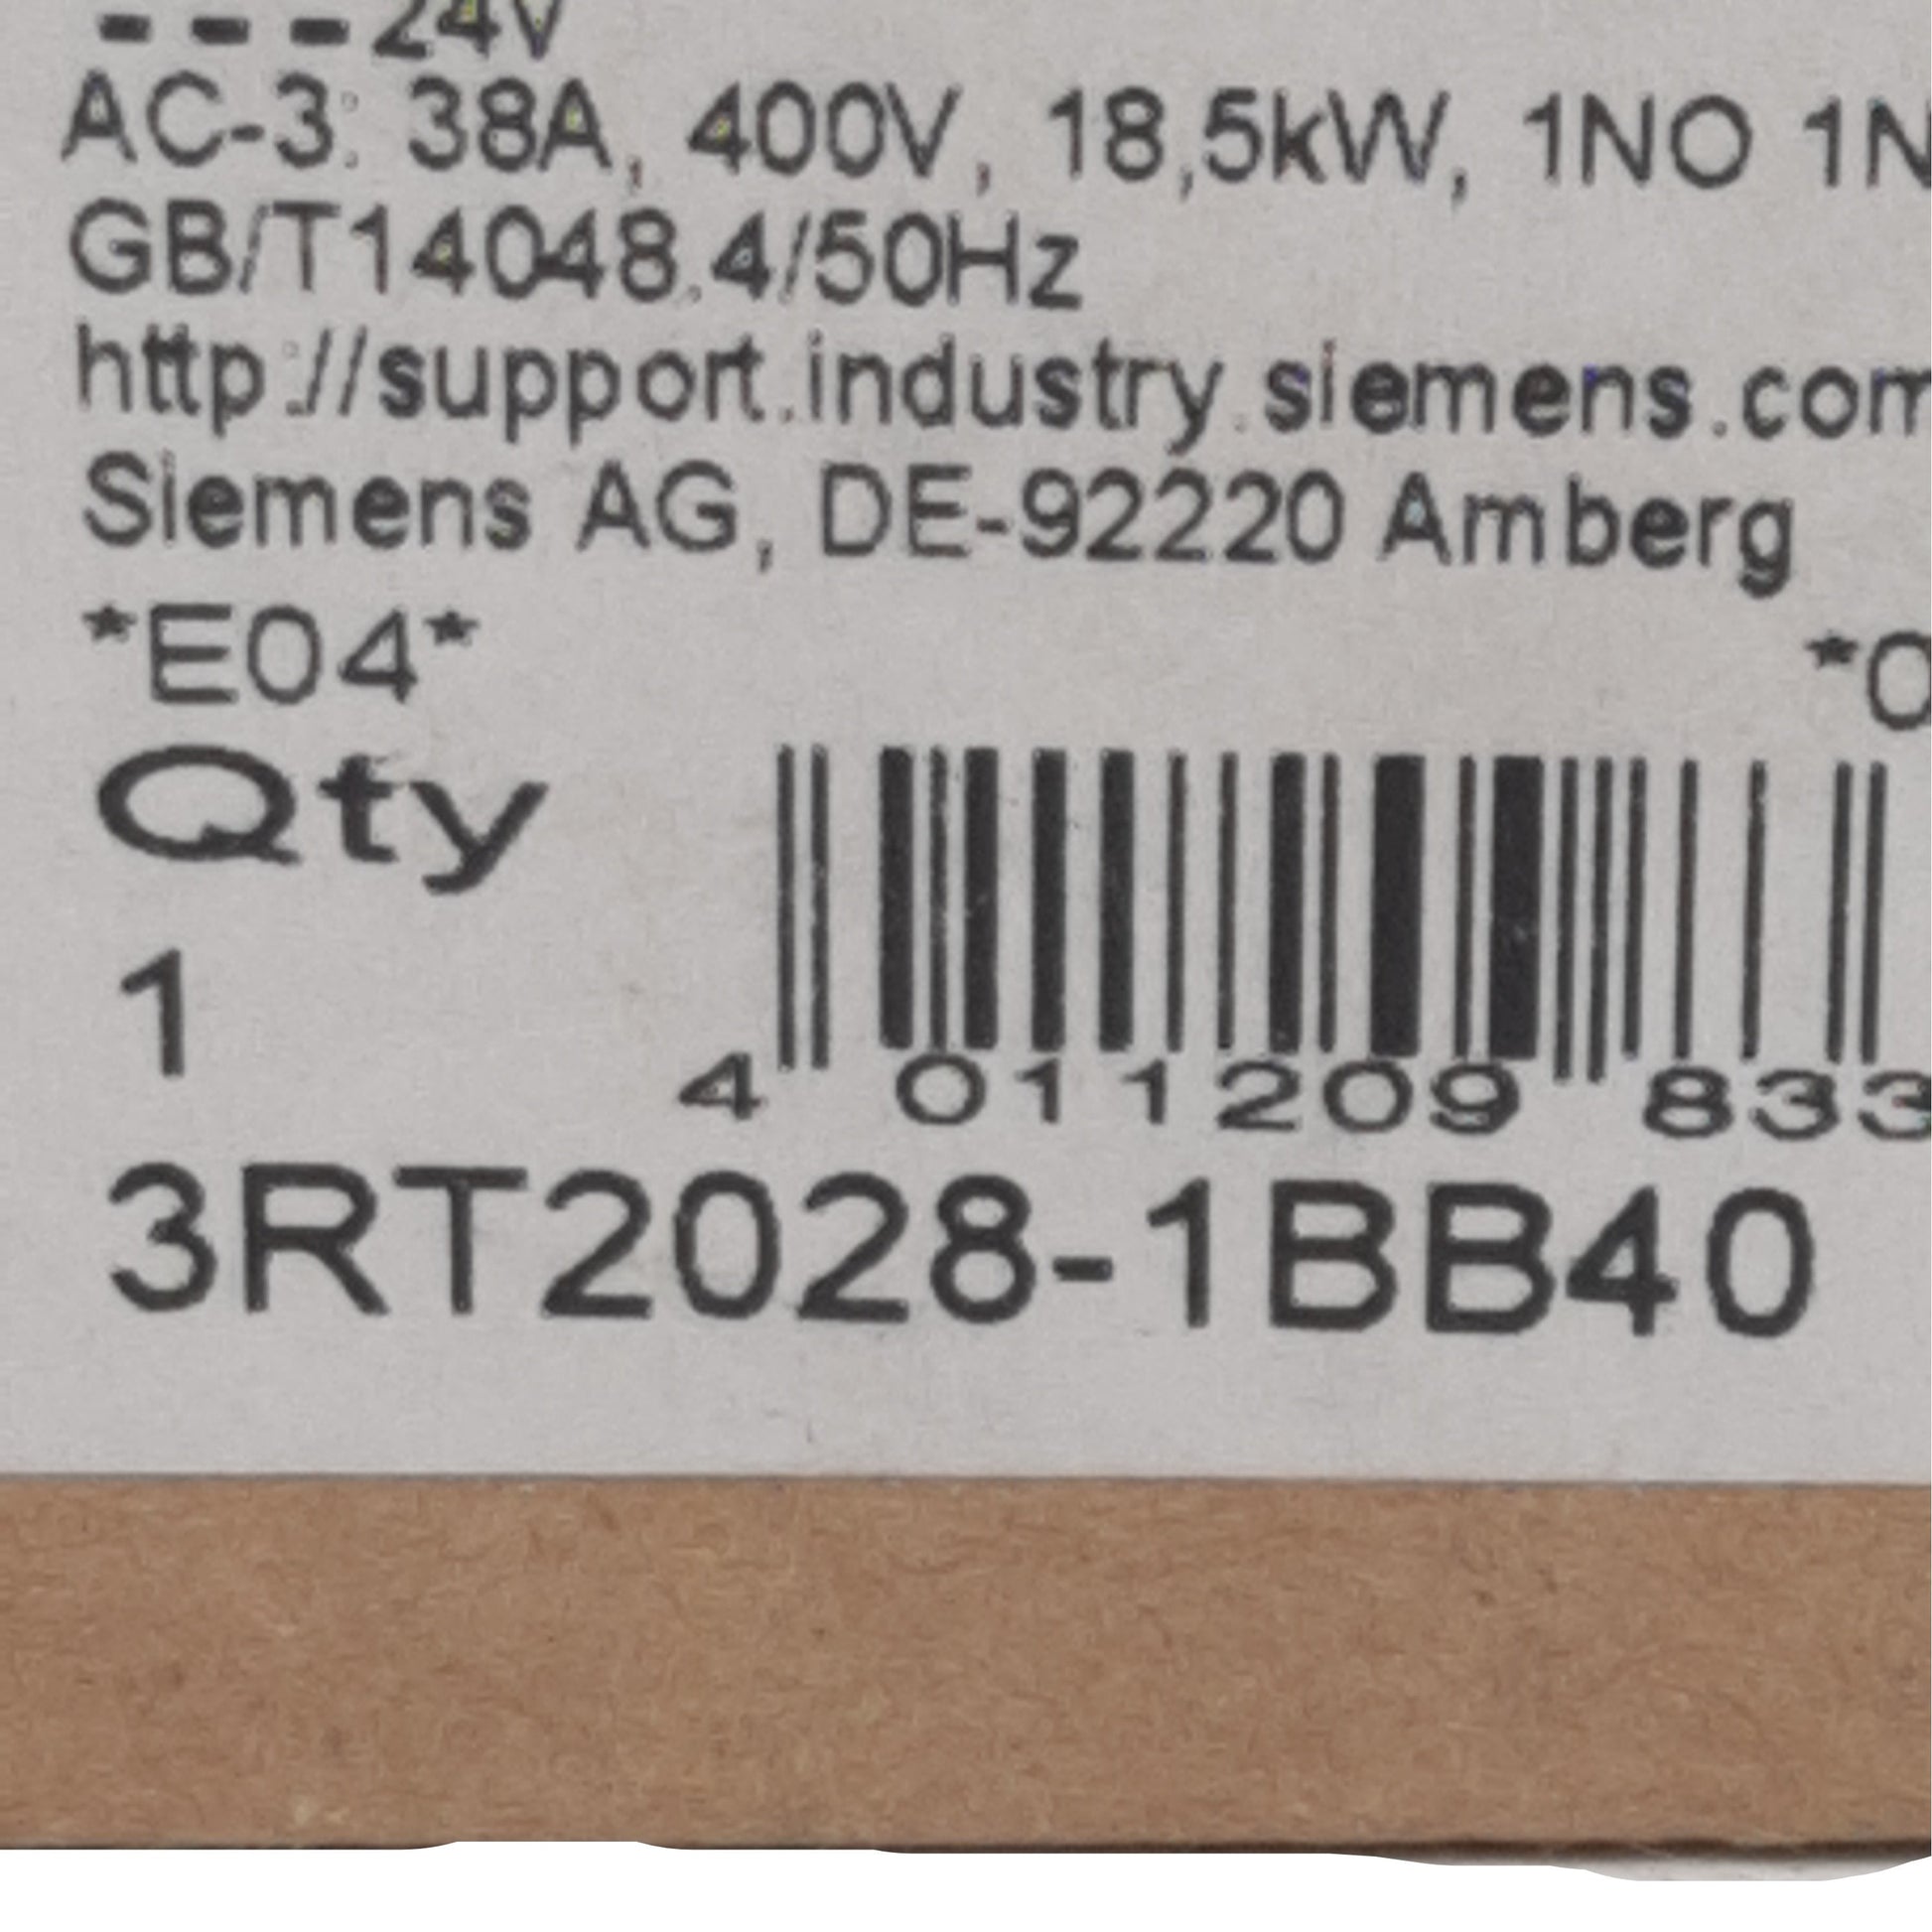 ---24V
AC-3: 38A, 400V, 18,5kW, 1NO 1N
GB/T14048.4/50Hz
http://support.industry.siemens.com
Siemens AG, DE-92220 Amberg
*E04* *0
Qty
1
4 011209 833
3RT2028-1BB40